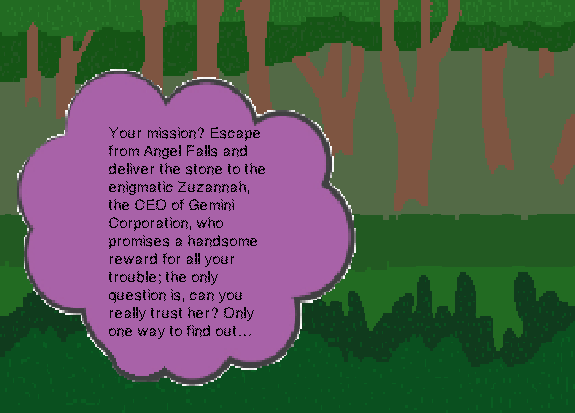 Your mission? Escape
from Angel Falls and
deliver the stone to the
enigmatic Zuzannah,
the CEO of Gemini
Corporation, who
promises a handsome
reward for all your
trouble; the only
question is, can you
really trust her? Only
one way to find out...